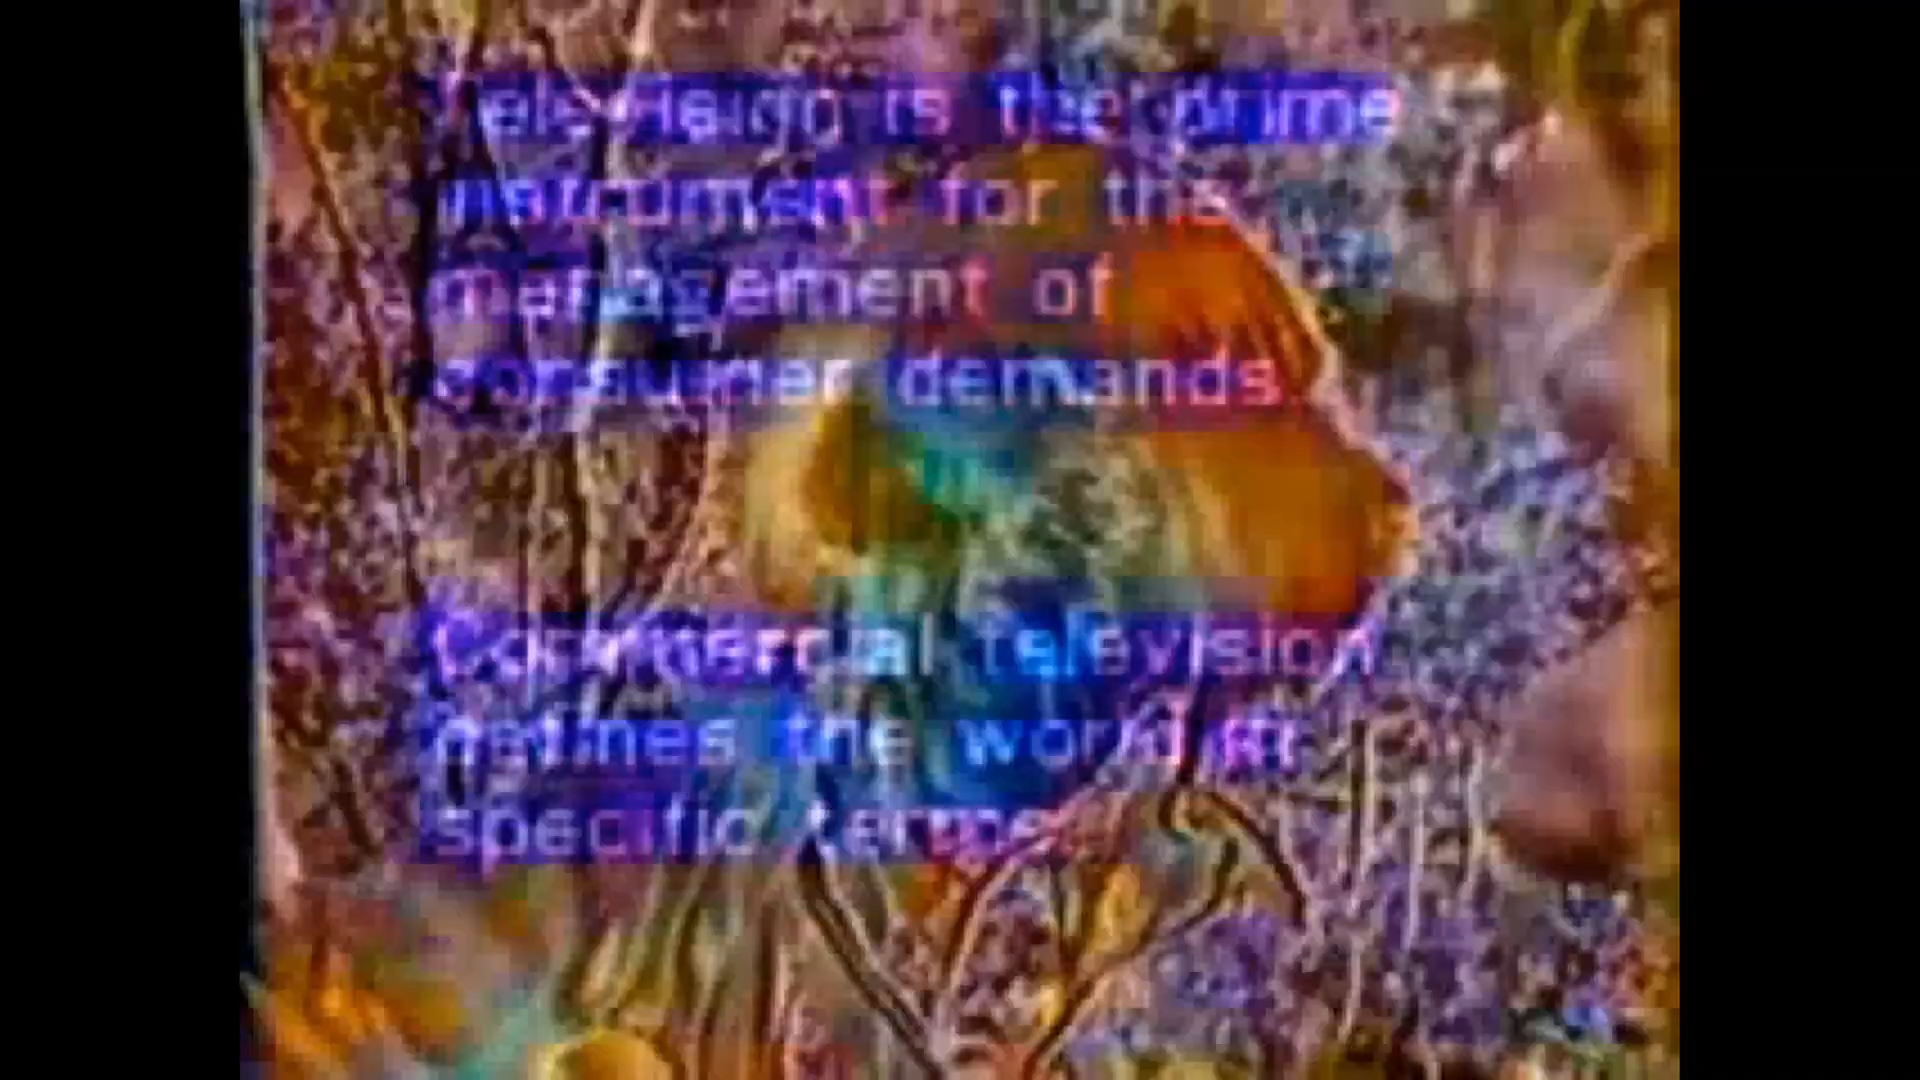 Television is the prime
instrument for the
management of
consumer demands
Commercial television
defines the world in
specific terms